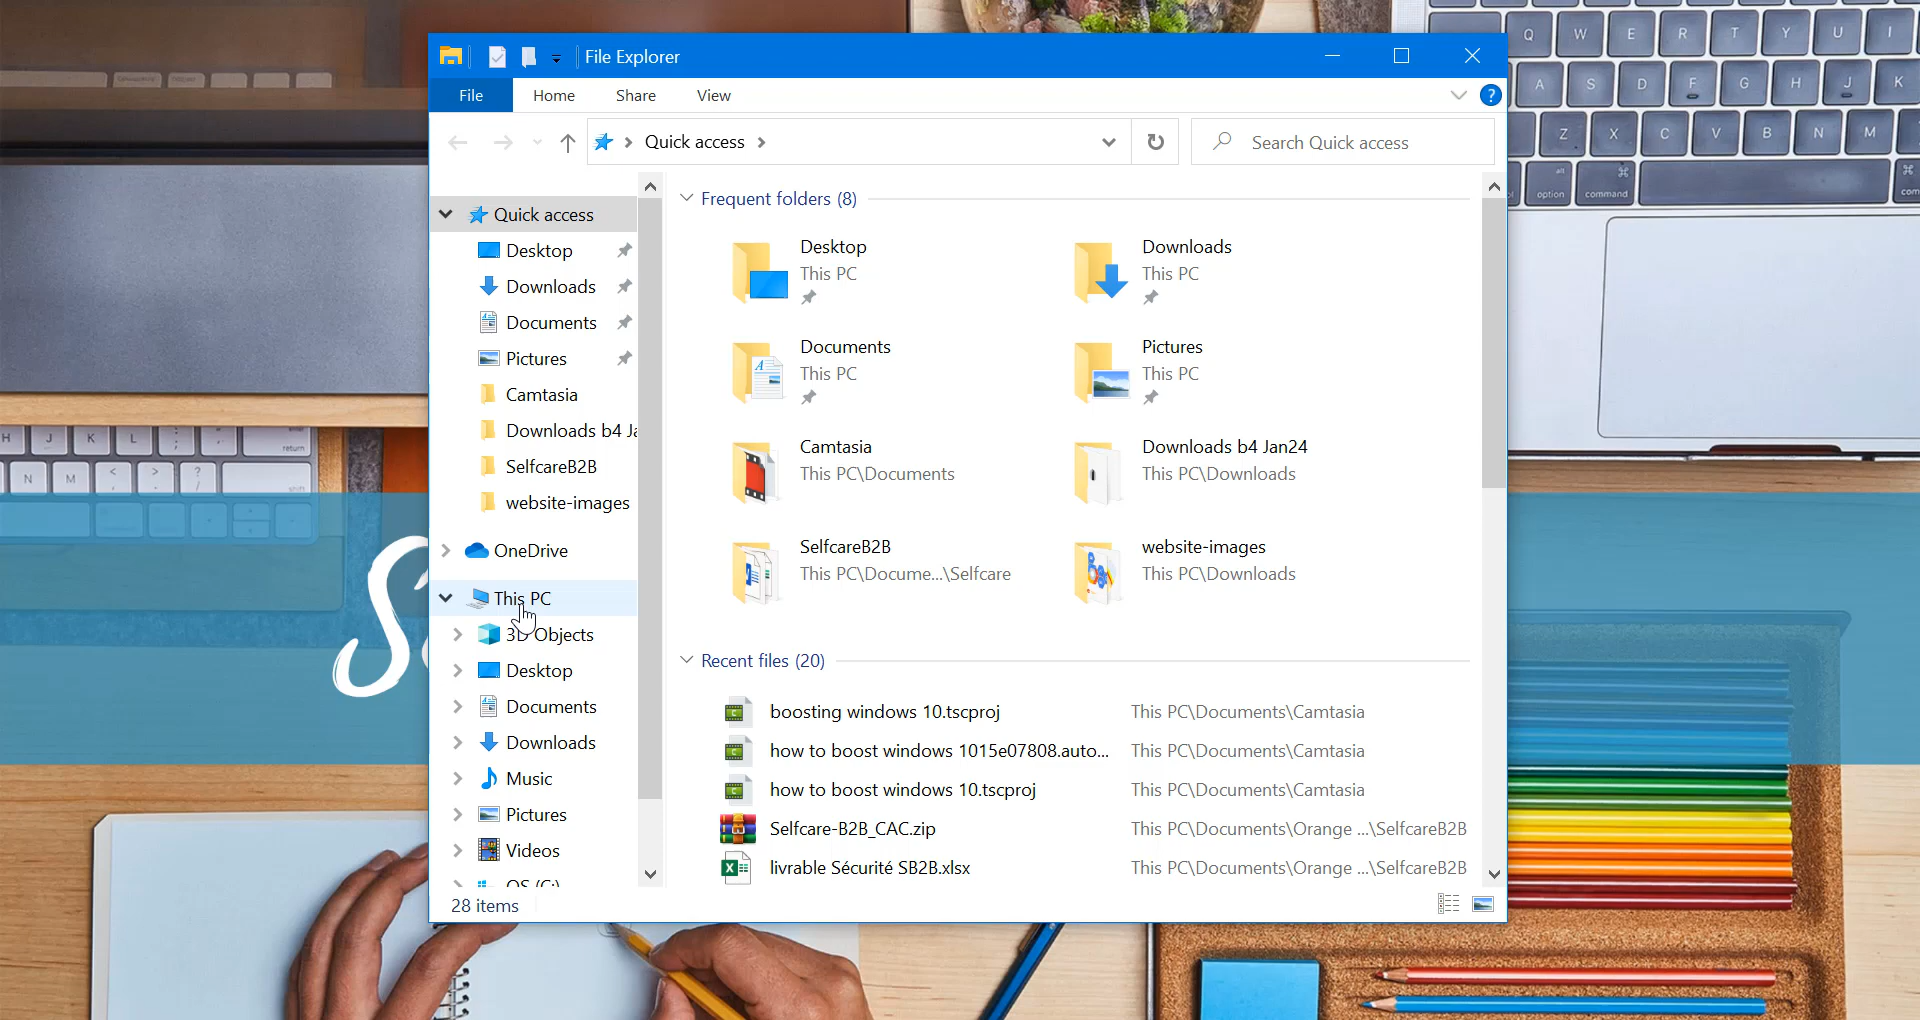 File Explorer
File Home Share View
Quick access
Search Quick access
Quick access
Desktop
Downloads
Documents
Pictures
Camtasia
Downloads b4 Ja
SelfcareB2B
website-images
OneDrive
This PC
3D Objects
Desktop
Documents
Downloads
Music
Pictures
Videos
OS (C:)
28 items
Frequent folders (8)
Desktop
This PC
Downloads
This PC
Documents
This PC
Pictures
This PC
Camtasia
This PC\Documents
Downloads b4 Jan24
This PC\Downloads
SelfcareB2B
This PC\Docume...\Selfcare
website-images
This PC\Downloads
Recent files (20)
boosting windows 10.tscproj This PC\Documents\Camtasia
how to boost windows 1015e07808.auto... This PC\Documents\Camtasia
how to boost windows 10.tscproj This PC\Documents\Camtasia
Selfcare-B2B_CAC.zip This PC\Documents\Orange ...\SelfcareB2B
livrable Sécurité SB2B.xlsx This PC\Documents\Orange ...\SelfcareB2B
Q W E R T Y U I
A S D F G H J K
Z X C V B N M
alt
option command
H J K L
return
N M
S